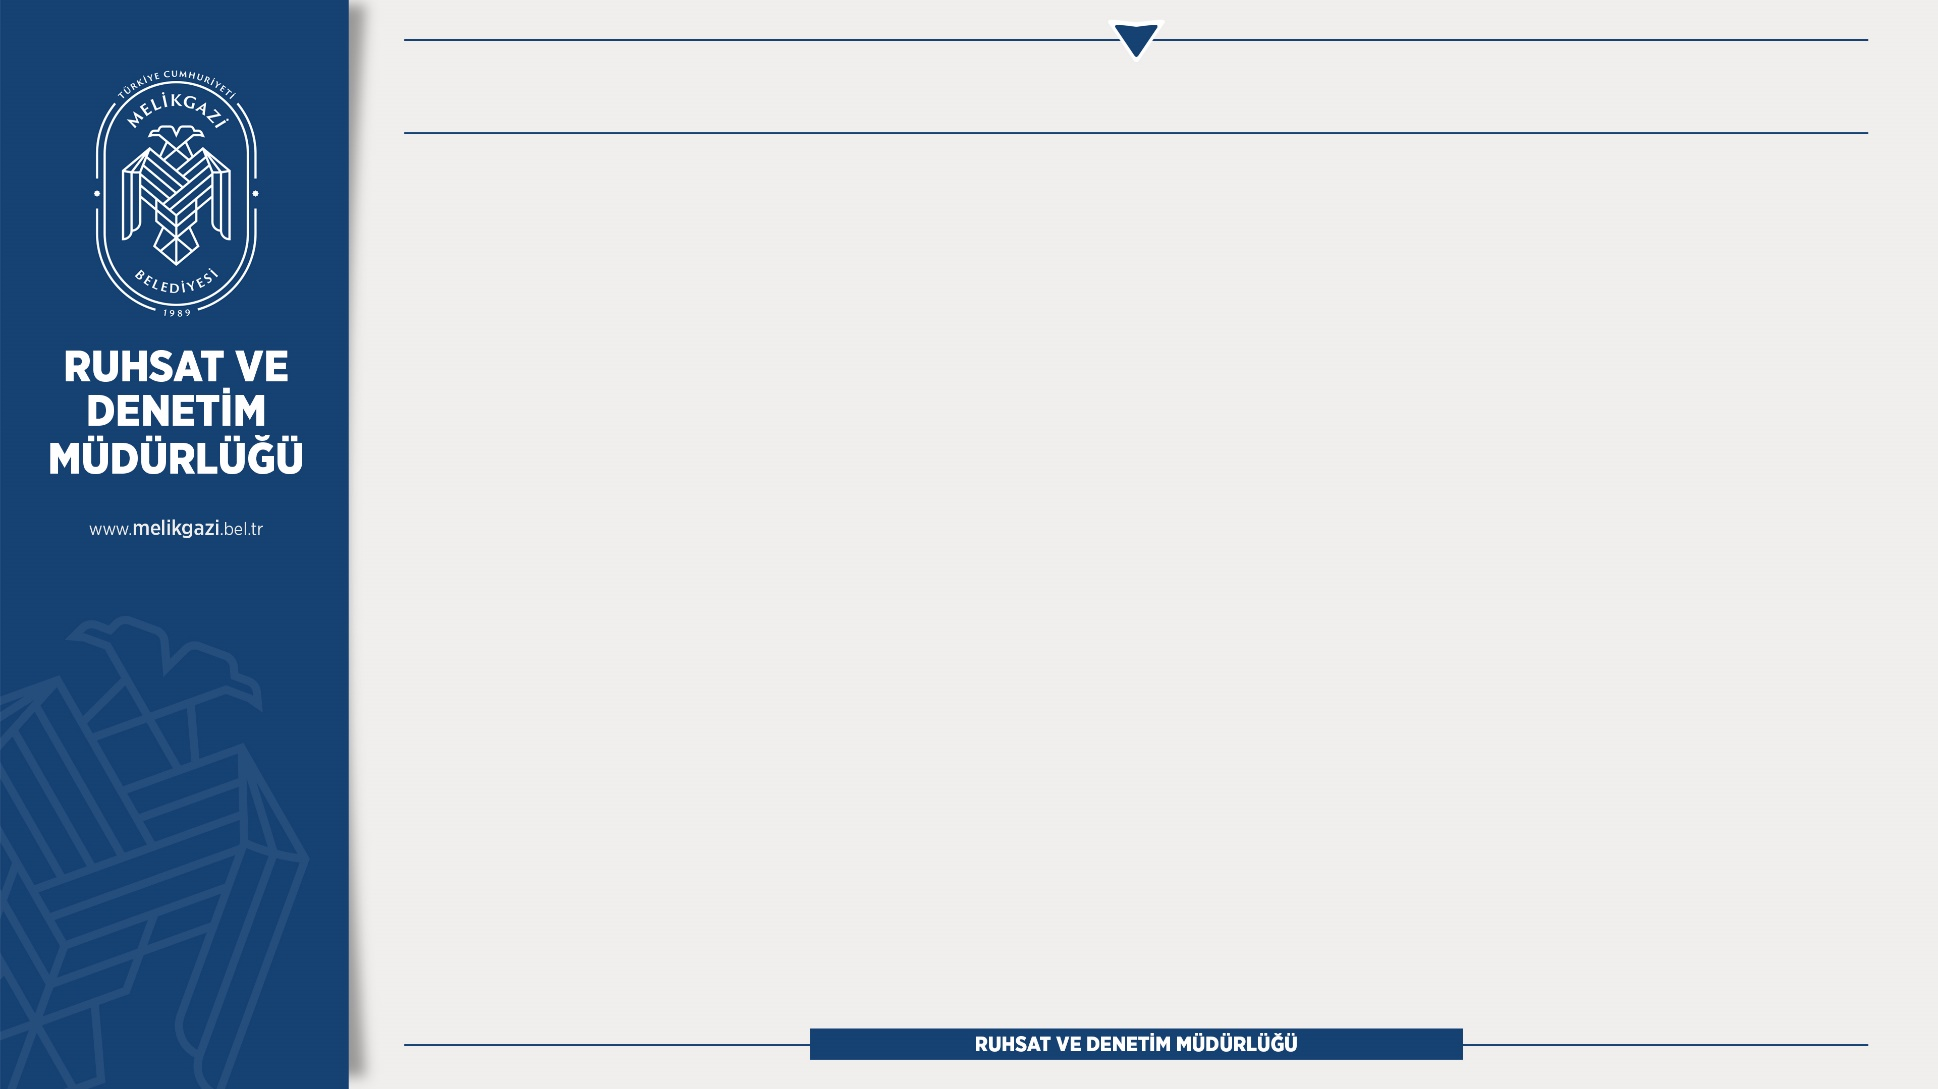 TÜRKİYE CUMHURİYETİ
MELİKGAZİ
BELEDİYESİ
1989
RUHSAT VE
DENETİM
MÜDÜRLÜĞÜ
www.melikgazi.bel.tr
RUHSAT VE DENETİM MÜDÜRLÜĞÜ